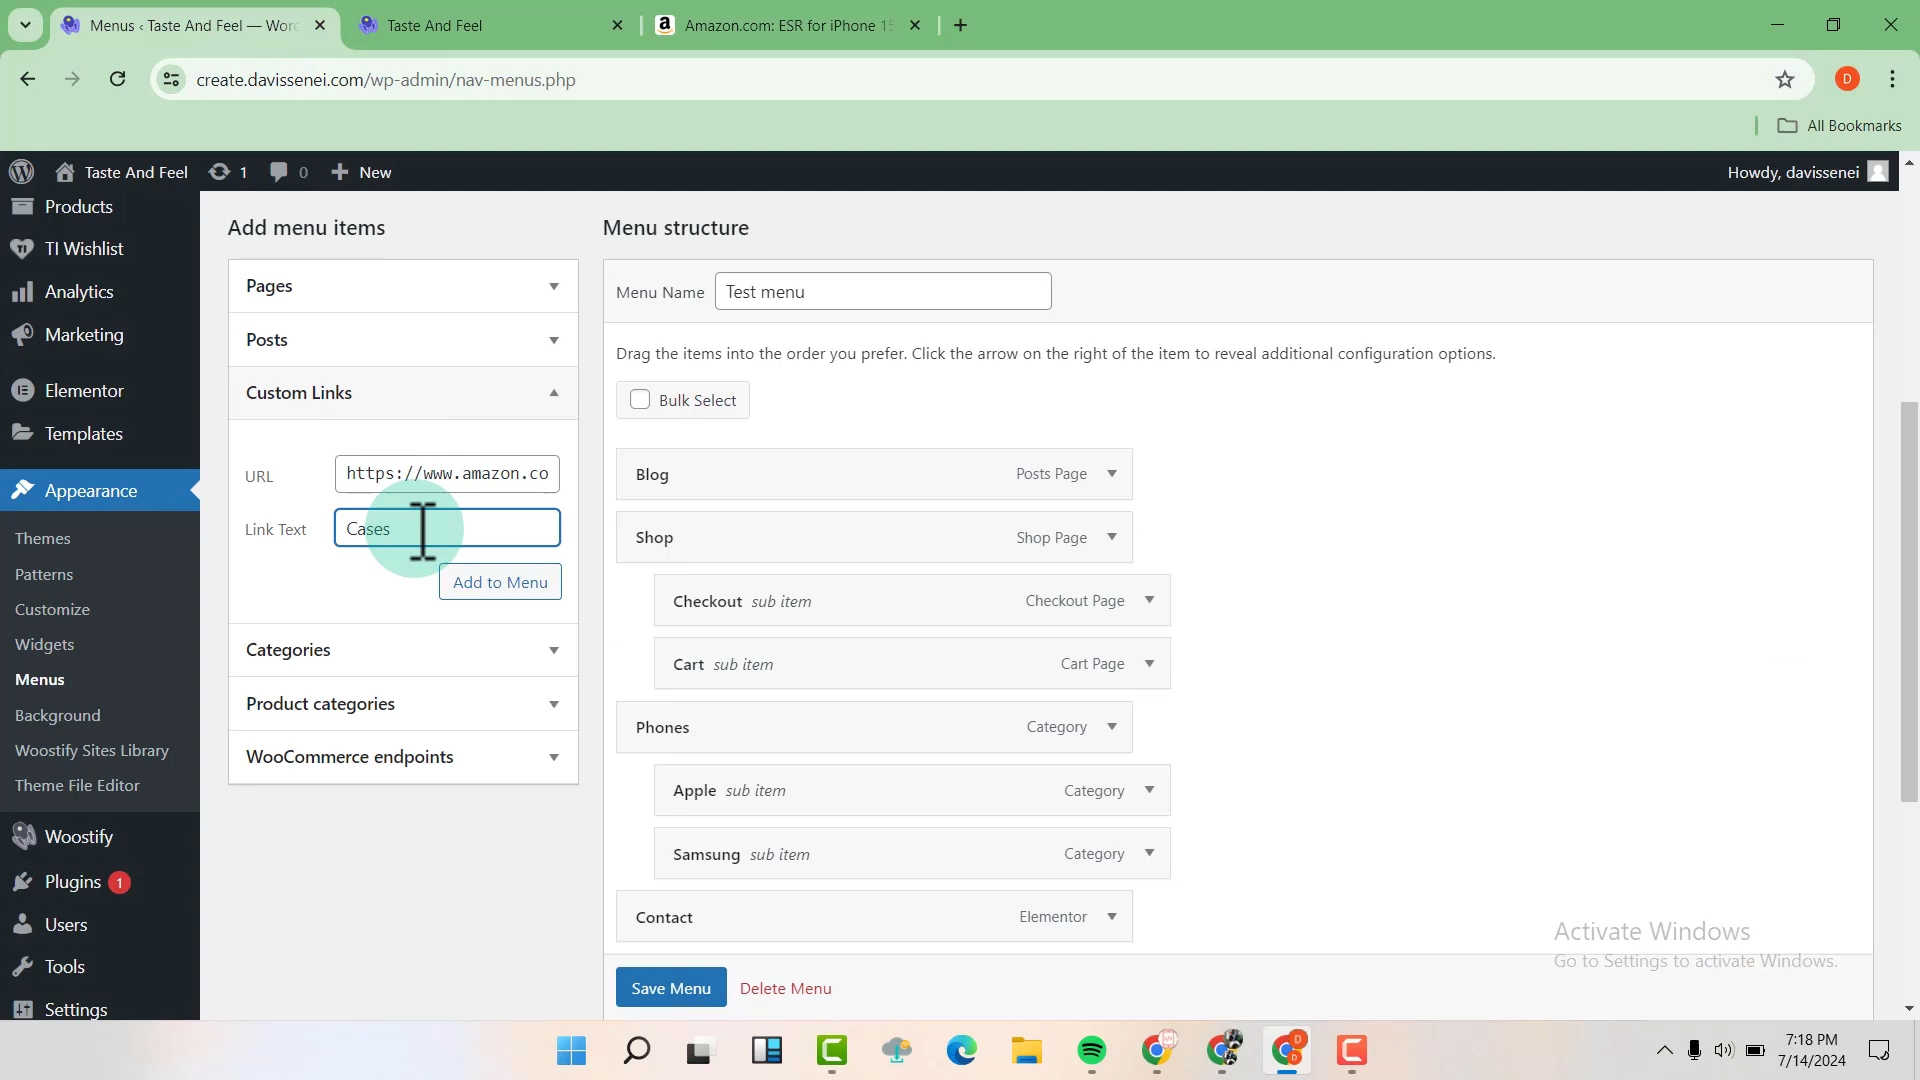 Menus ‹ Taste And Feel — Word
Taste And Feel
Amazon.com: ESR for iPhone 15
create.davissenei.com/wp-admin/nav-menus.php
D
All Bookmarks
Taste And Feel
1
0
New
Howdy, davissenei
Products
TI Wishlist
Analytics
Marketing
Elementor
Templates
Appearance
Themes
Patterns
Customize
Widgets
Menus
Background
Woostify Sites Library
Theme File Editor
Woostify
Plugins 1
Users
Tools
Settings
Add menu items
Pages
Posts
Custom Links
URL
https://www.amazon.co
Link Text
Cases
Add to Menu
Categories
Product categories
WooCommerce endpoints
Menu structure
Menu Name
Test menu
Drag the items into the order you prefer. Click the arrow on the right of the item to reveal additional configuration options.
Bulk Select
Blog Posts Page
Shop Shop Page
Checkout sub item Checkout Page
Cart sub item Cart Page
Phones Category
Apple sub item Category
Samsung sub item Category
Contact Elementor
Save Menu
Delete Menu
Activate Windows
Go to Settings to activate Windows.
7:18 PM
7/14/2024